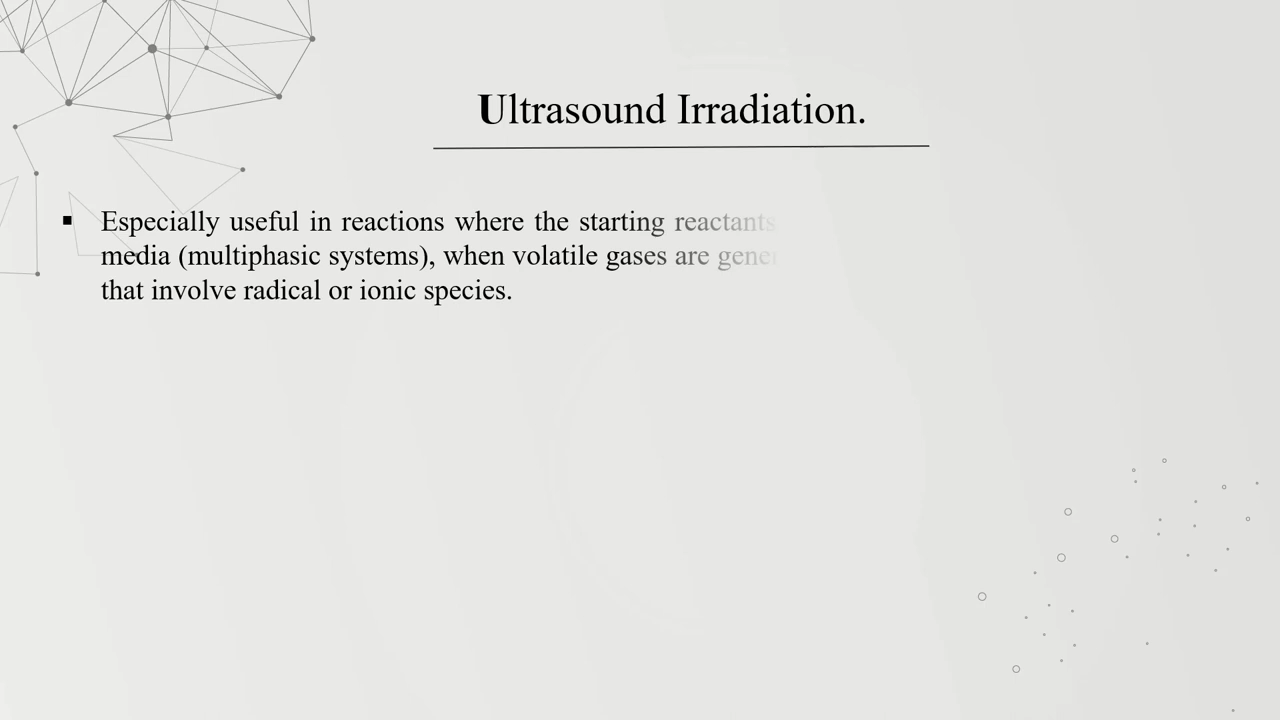 Ultrasound Irradiation.
Especially useful in reactions where the starting reactants
media (multiphasic systems), when volatile gases are
that involve radical or ionic species.